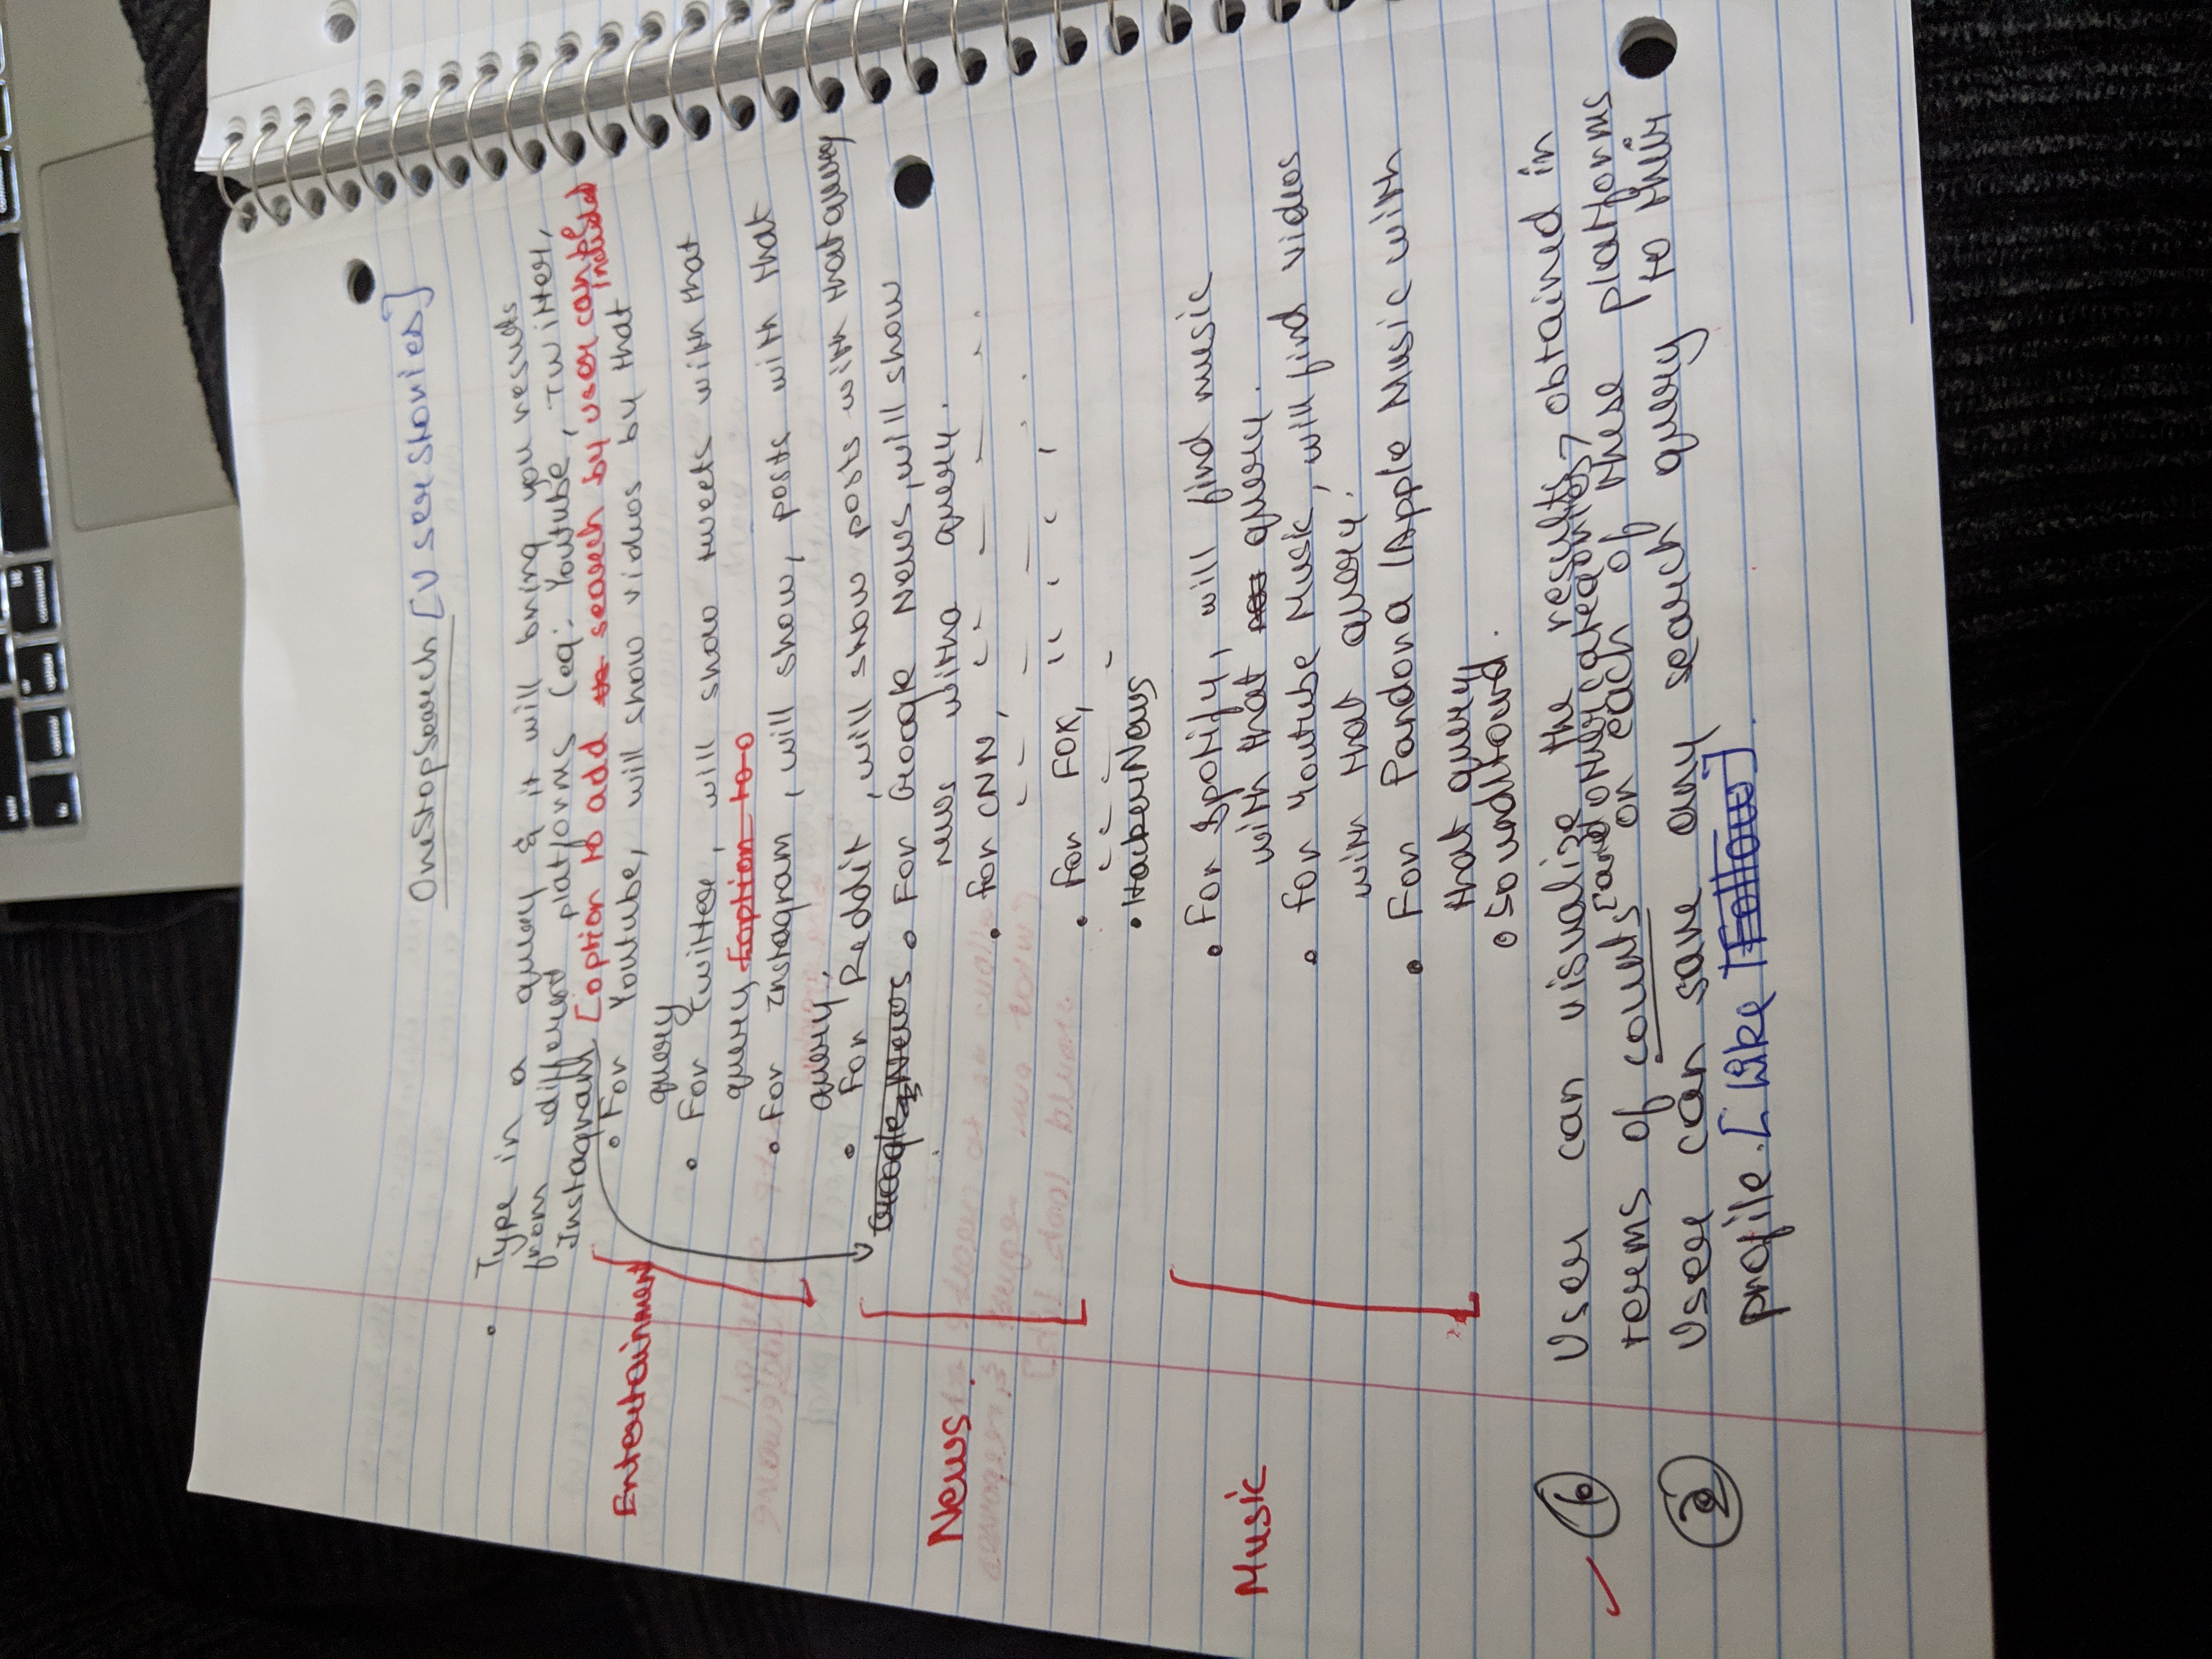 control
option
command
OneStopSearch [User Stories]
• Type in a query & it will bring you results
from different platforms (eg: Youtube, Twitter,
Instagram [option to add search by user can be
included
Entertainment
• For Youtube, will show videos by that
query
• For Twitter, will show tweets with that
query, [option to
• For Instagram, will show, posts with that
query.
• For Reddit, will show posts with that query
Google News • For Google News, will show
News.
news with a query.
• for CNN,
• For FOX,
• HackerNews
• For Spotify, will find music
Music
with that query.
• for Youtube Music, will find videos
with that query.
• For Pandora / Apple Music with
that query
• SoundCloud.
① User can visualize the results, obtained in
[and other categories]
terms of counts on each of these platforms
② User can save any search query to their
profile. [Like / Follow].